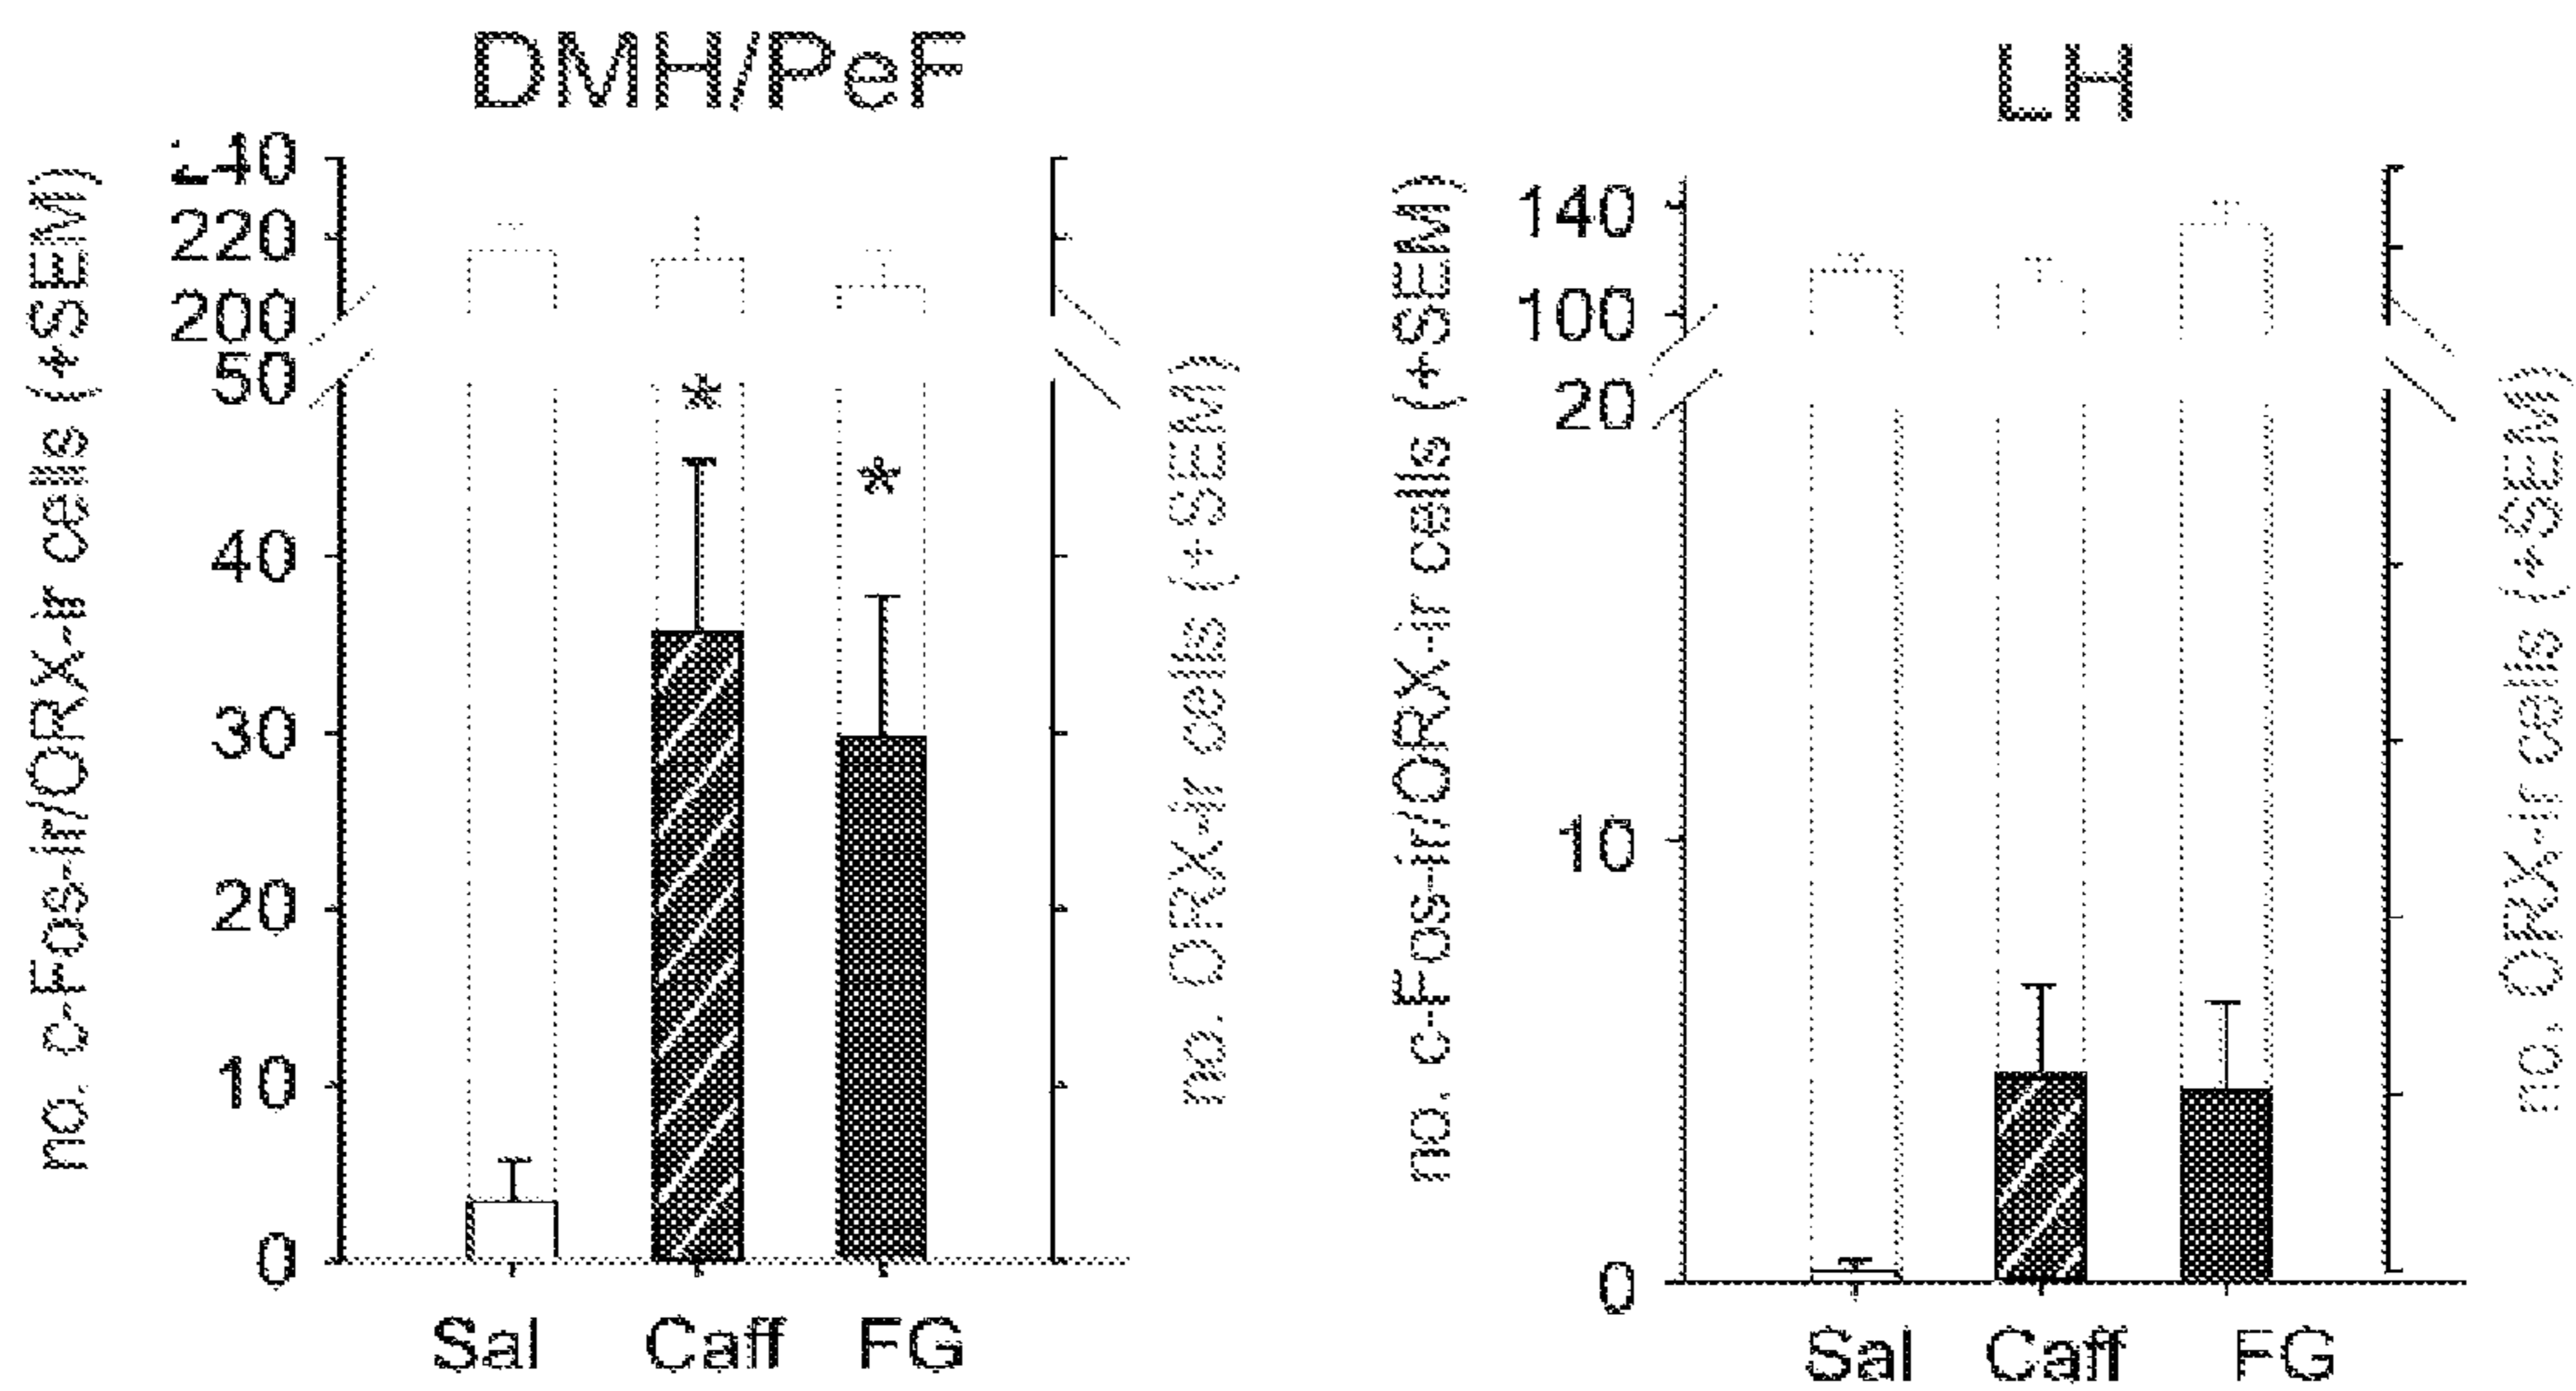 DMH/PeF
no. c-Fos-ir/ORX-ir cells (+SEM)
220
200
50
40
30
20
10
0
*
*
Sal Caff FG
no. ORX-ir cells (+SEM)
LH
no. c-Fos-ir/ORX-ir cells (+SEM)
140
100
20
10
0
Sal Caff FG
no. ORX-ir cells (+SEM)